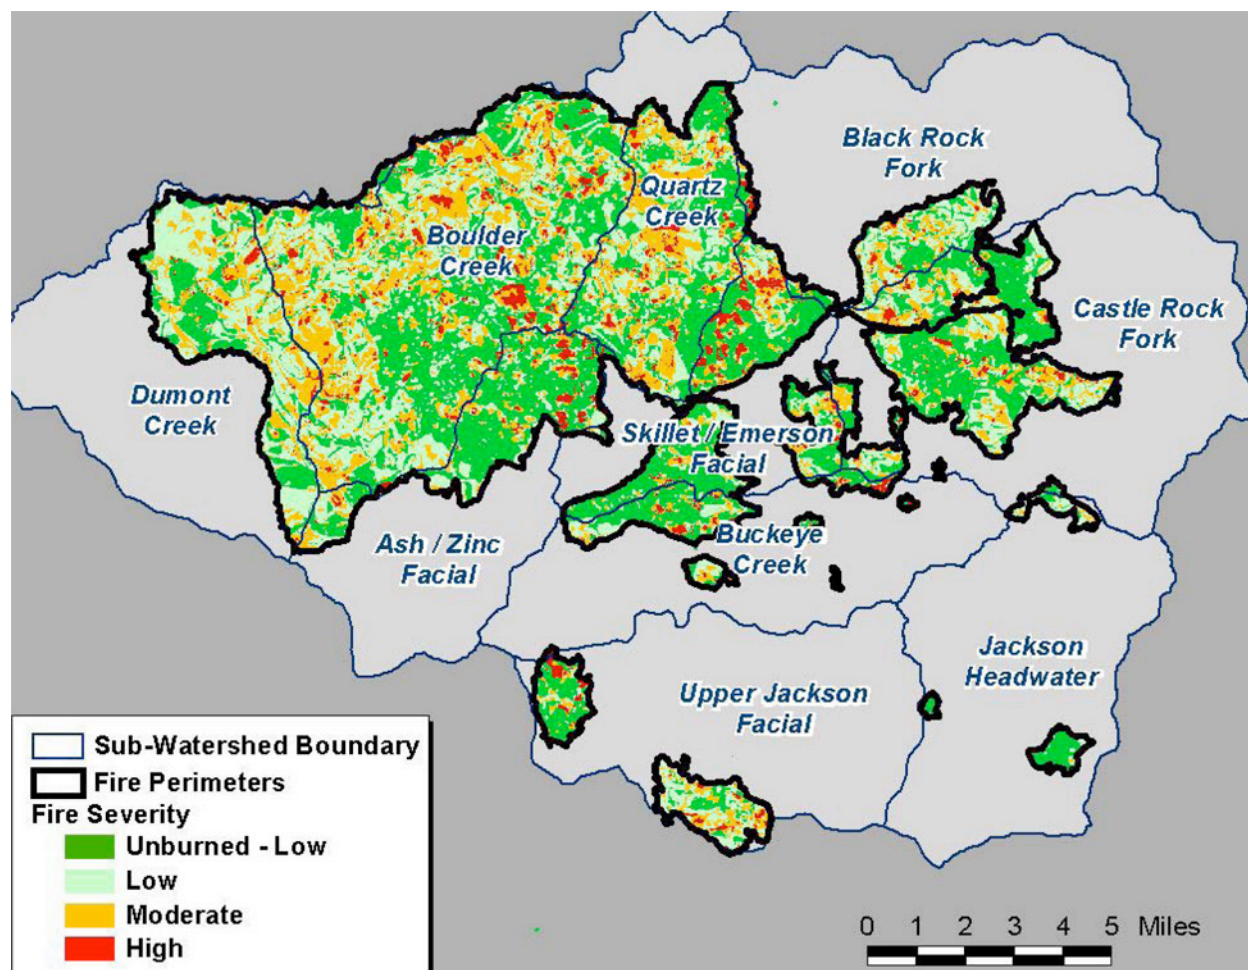 Black Rock
Fork
Quartz
Creek
Boulder
Creek
Castle Rock
Fork
Dumont
Creek
Skillet / Emerson
Facial
Ash / Zinc
Facial
Buckeye
Creek
Jackson
Headwater
Upper Jackson
Facial
Sub-Watershed Boundary
Fire Perimeters
Fire Severity
Unburned - Low
Low
Moderate
High
0 1 2 3 4 5 Miles